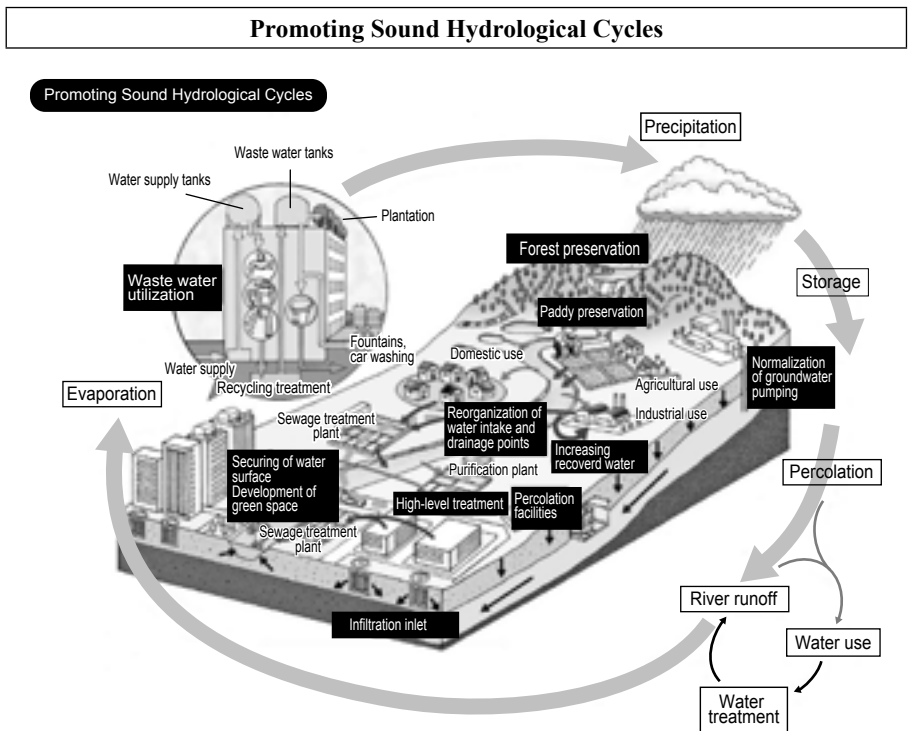 Promoting Sound Hydrological Cycles
Promoting Sound Hydrological Cycles
Precipitation
Waste water tanks
Water supply tanks
Plantation
Forest preservation
Waste water
utilization
Storage
Paddy preservation
Fountains,
car washing
Domestic use
Water supply
Recycling treatment
Normalization
of groundwater
pumping
Agricultural use
Evaporation
Industrial use
Sewage treatment
plant
Reorganization of
water intake and
drainage points
Increasing
recoverd water
Securing of water
surface
Development of
green space
Purification plant
Percolation
High-level treatment
Percolation
facilities
Sewage treatment
plant
River runoff
Infiltration inlet
Water use
Water
treatment